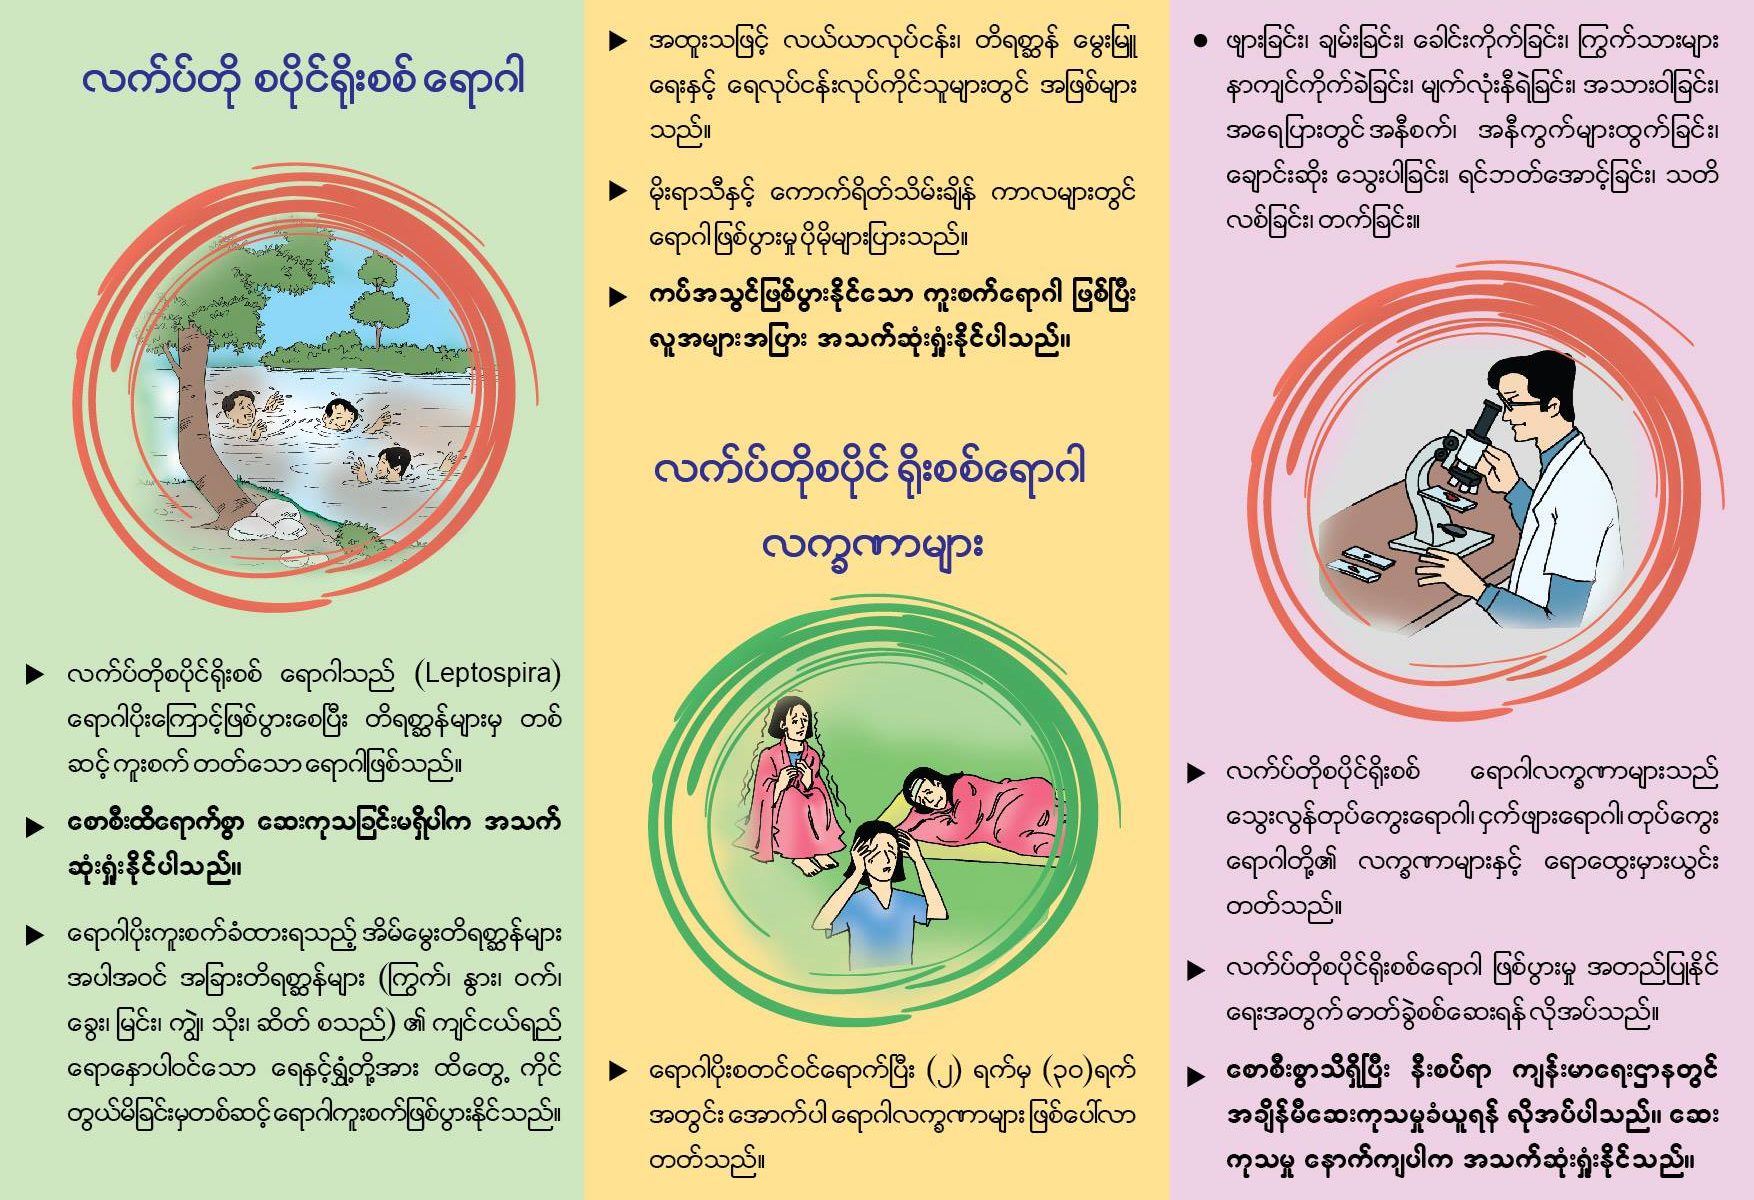 လက်ပ်တို စပိုင်ရိုးစစ် ရောဂါ
► လက်ပ်တိုစပိုင်ရိုးစစ် ရောဂါသည် (Leptospira)
ရောဂါပိုးကြောင့်ဖြစ်ပွားစေပြီး တိရစ္ဆာန်များမှ တစ်
ဆင့် ကူးစက် တတ်သော ရောဂါဖြစ်သည်။
► စောစီးထိရောက်စွာ ဆေးကုသခြင်းမရှိပါက အသက်
ဆုံးရှုံးနိုင်ပါသည်။
► ရောဂါပိုးကူးစက်ခံထားရသည့် အိမ်မွေးတိရစ္ဆာန်များ
အပါအဝင် အခြားတိရစ္ဆာန်များ (ကြွက်၊ နွား၊ ဝက်၊
ခွေး၊ မြင်း၊ ကျွဲ၊ သိုး၊ ဆိတ် စသည်) ၏ ကျင်ငယ်ရည်
ရောနှောပါဝင်သော ရေနှင့်ရွှံ့တို့အား ထိတွေ့ ကိုင်
တွယ်မိခြင်းမှတစ်ဆင့် ရောဂါကူးစက်ဖြစ်ပွားနိုင်သည်။
► အထူးသဖြင့် လယ်ယာလုပ်ငန်း၊ တိရစ္ဆာန် မွေးမြူ
ရေးနှင့် ရေလုပ်ငန်းလုပ်ကိုင်သူများတွင် အဖြစ်များ
သည်။
► မိုးရာသီနှင့် ကောက်ရိတ်သိမ်းချိန် ကာလများတွင်
ရောဂါဖြစ်ပွားမှု ပိုမိုများပြားသည်။
► ကပ်အသွင်ဖြစ်ပွားနိုင်သော ကူးစက်ရောဂါ ဖြစ်ပြီး
လူအများအပြား အသက်ဆုံးရှုံးနိုင်ပါသည်။
လက်ပ်တိုစပိုင် ရိုးစစ်ရောဂါ
လက္ခဏာများ
► ရောဂါပိုးစတင်ဝင်ရောက်ပြီး (၂) ရက်မှ (၃၀)ရက်
အတွင်း အောက်ပါ ရောဂါလက္ခဏာများ ဖြစ်ပေါ်လာ
တတ်သည်။
● ဖျားခြင်း၊ ချမ်းခြင်း၊ ခေါင်းကိုက်ခြင်း၊ ကြွက်သားများ
နာကျင်ကိုက်ခဲခြင်း၊ မျက်လုံးနီရဲခြင်း၊ အသားဝါခြင်း၊
အရေပြားတွင် အနီစက်၊ အနီကွက်များထွက်ခြင်း၊
ချောင်းဆိုး သွေးပါခြင်း၊ ရင်ဘတ်အောင့်ခြင်း၊ သတိ
လစ်ခြင်း၊ တက်ခြင်း။
► လက်ပ်တိုစပိုင်ရိုးစစ် ရောဂါလက္ခဏာများသည်
သွေးလွန်တုပ်ကွေးရောဂါ၊ ငှက်ဖျားရောဂါ၊ တုပ်ကွေး
ရောဂါတို့၏ လက္ခဏာများနှင့် ရောထွေးမှားယွင်း
တတ်သည်။
► လက်ပ်တိုစပိုင်ရိုးစစ်ရောဂါ ဖြစ်ပွားမှု အတည်ပြုနိုင်
ရေးအတွက် ဓာတ်ခွဲစစ်ဆေးရန် လိုအပ်သည်။
► စောစီးစွာသိရှိပြီး နီးစပ်ရာ ကျန်းမာရေးဌာနတွင်
အချိန်မီဆေးကုသမှုခံယူရန် လိုအပ်ပါသည်။ ဆေး
ကုသမှု နောက်ကျပါက အသက်ဆုံးရှုံးနိုင်သည်။